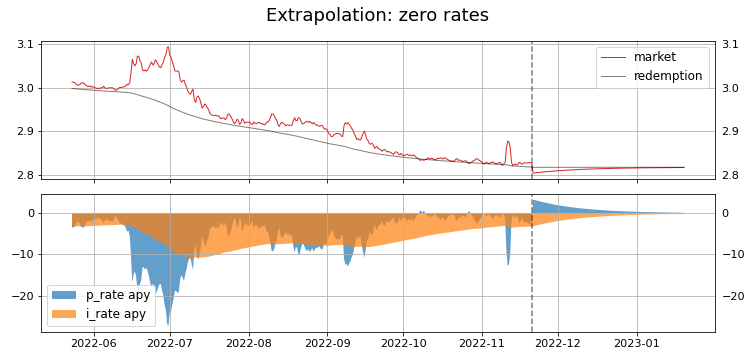 Extrapolation: zero rates
3.1 3.1
market
redemption
3.0 3.0
2.9 2.9
2.8 2.8
0 0
−10 −10
−20 −20
p_rate apy
i_rate apy
2022-06 2022-07 2022-08 2022-09 2022-10 2022-11 2022-12 2023-01